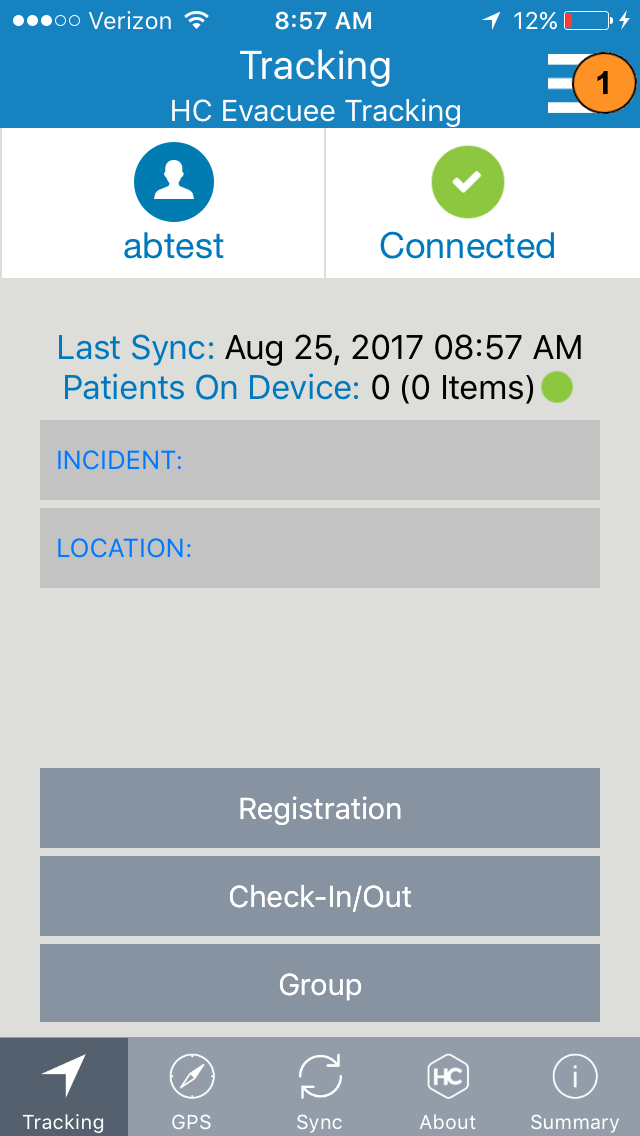 Verizon 8:57 AM 12%
Tracking
1
HC Evacuee Tracking
abtest Connected
Last Sync: Aug 25, 2017 08:57 AM
Patients On Device: 0 (0 Items)
INCIDENT:
LOCATION:
Registration
Check-In/Out
Group
HC i
Tracking GPS Sync About Summary